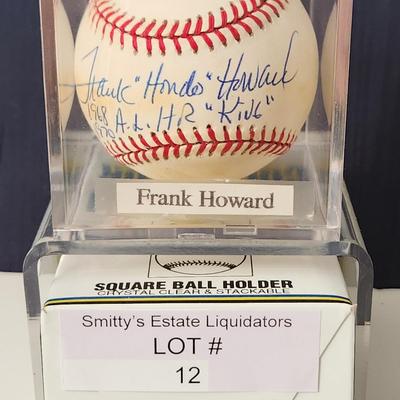 Frank "Hondo" Howard
1968
1970 A.L. HR "King"
Frank Howard
SQUARE BALL HOLDER
CRYSTAL CLEAR & STACKABLE
Smitty's Estate Liquidators
LOT #
12